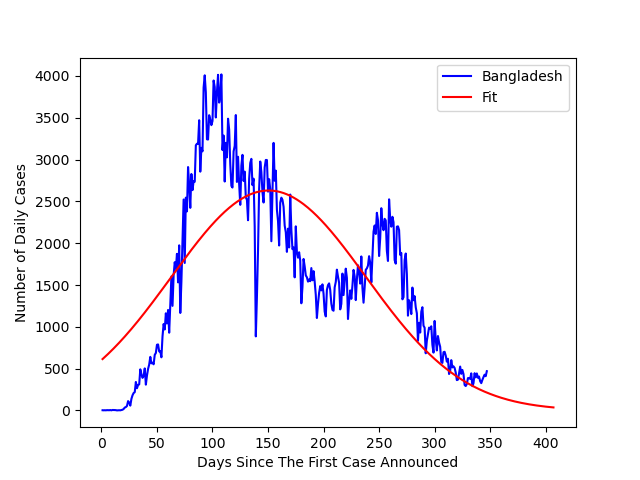 Bangladesh
Fit
Number of Daily Cases
4000
3500
3000
2500
2000
1500
1000
500
0
0 50 100 150 200 250 300 350 400
Days Since The First Case Announced